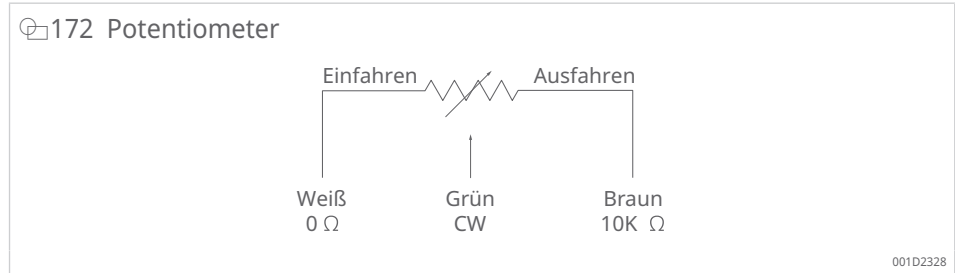 172 Potentiometer
Einfahren Ausfahren
Weiß Grün Braun
0 Ω CW 10K Ω
001D2328